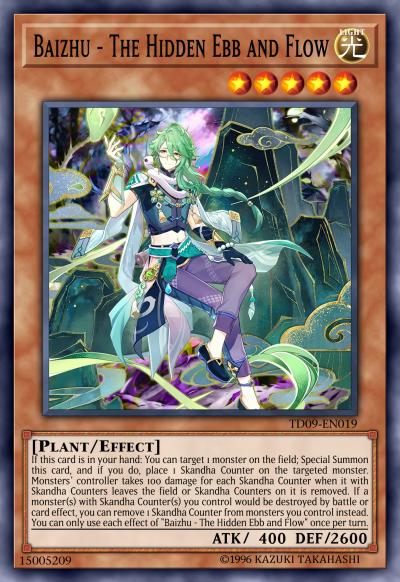 Baizhu - The Hidden Ebb and Flow
LIGHT
光
TD09-EN019
[Plant/Effect]
If this card is in your hand: You can target 1 monster on the field; Special Summon
this card, and if you do, place 1 Skandha Counter on the targeted monster.
Monsters' controller takes 100 damage for each Skandha Counter when it with
Skandha Counters leaves the field or Skandha Counters on it is removed. If a
monster(s) with Skandha Counter(s) you control would be destroyed by battle or
card effect, you can remove 1 Skandha Counter from monsters you control instead.
You can only use each effect of "Baizhu - The Hidden Ebb and Flow" once per turn.
ATK/ 400 DEF/2600
15005209
©1996 KAZUKI TAKAHASHI